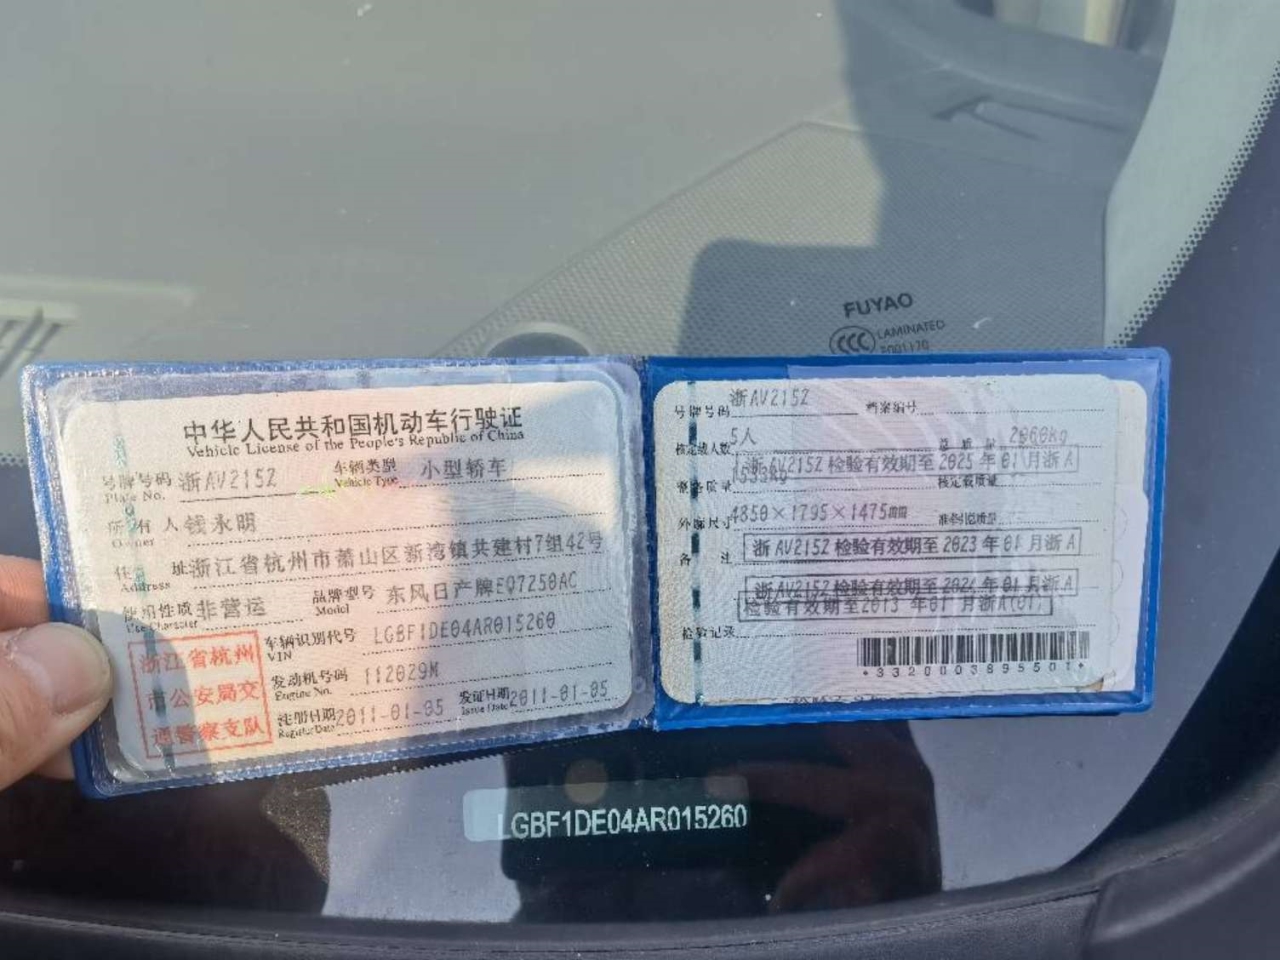 FUYAO
CCC
LAMINATED
E001170
中华人民共和国机动车行驶证
Vehicle License of the People's Republic of China
号牌号码 浙AV215Z 车辆类型 小型轿车
Plate No. Vehicle Type
所有人 钱永明
Owner
住址 浙江省杭州市萧山区新湾镇共建村7组42号
Address
使用性质 非营运 品牌型号 东风日产牌EQ7250AC
Use Character Model
浙江省杭州
市公安局交
通警察支队
车辆识别代号 LGBF1DE04AR015260
VIN
发动机号码 112029M
Engine No.
注册日期 2011-01-05 发证日期 2011-01-05
Register Date Issue Date
号牌号码 浙AV215Z 档案编号
核定载人数 5人 总质量
浙AV215Z检验有效期至2025年01月浙A
整备质量 核定载质量
外廓尺寸 4850×1795×1475mm 准牵引总质量
备注 浙AV215Z检验有效期至2023年01月浙A
浙AV215Z检验有效期至2024年01月浙A
检验有效期至2013年01月浙A(01)
检验记录
*3320003895501*
LGBF1DE04AR015260